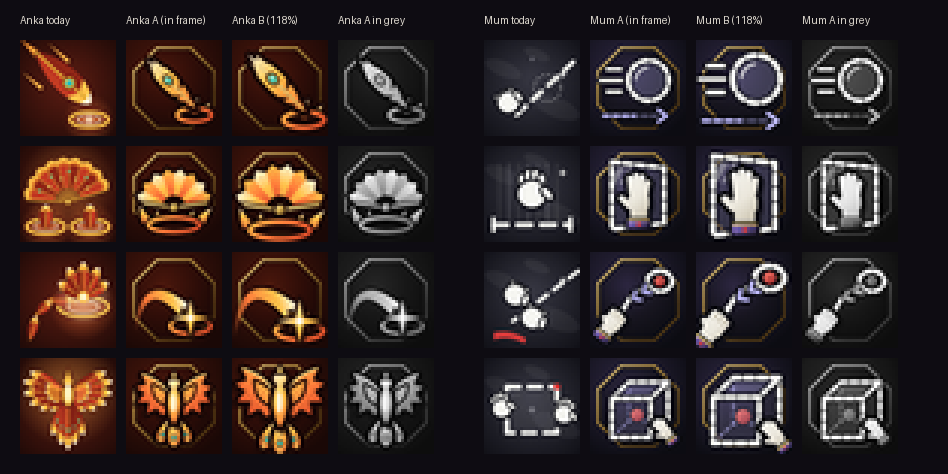 Anka today
Anka A (in frame)
Anka B (118%)
Anka A in grey
Mum today
Mum A (in frame)
Mum B (118%)
Mum A in grey